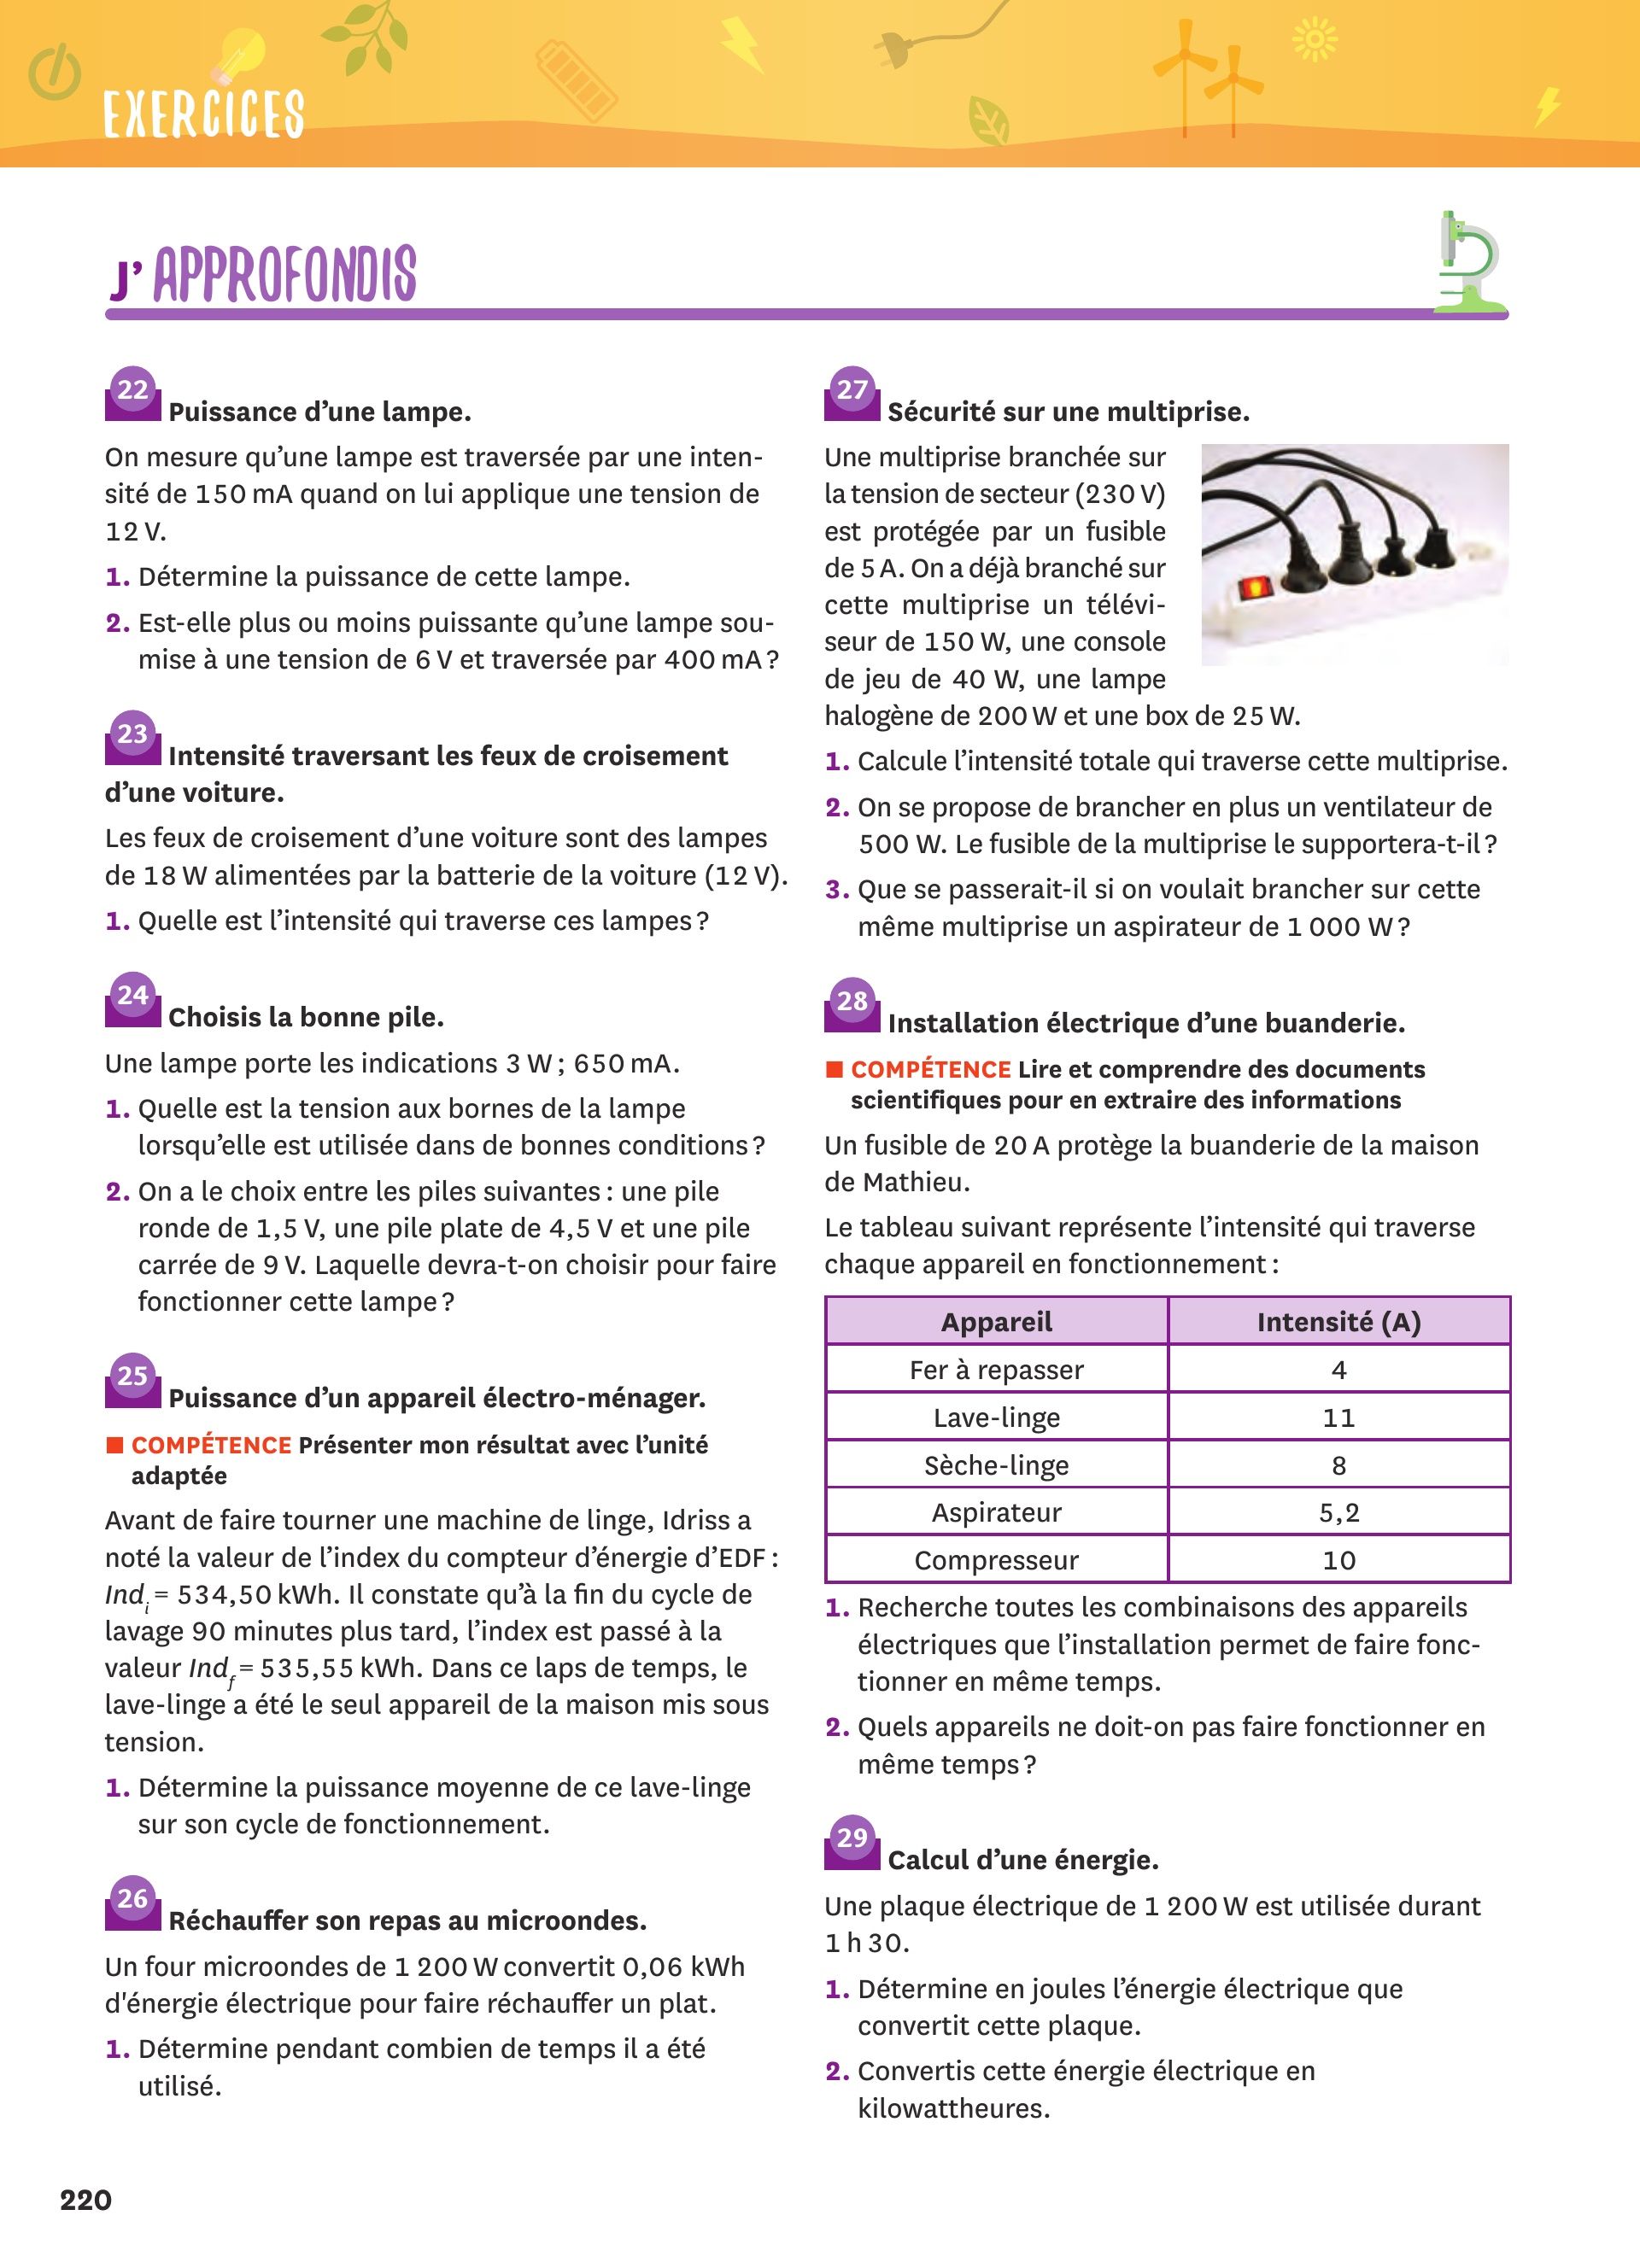 EXERCICES
J’APPROFONDIS
22 Puissance d’une lampe.
On mesure qu’une lampe est traversée par une inten-
sité de 150 mA quand on lui applique une tension de
12 V.
1. Détermine la puissance de cette lampe.
2. Est-elle plus ou moins puissante qu’une lampe sou-
mise à une tension de 6 V et traversée par 400 mA ?
23 Intensité traversant les feux de croisement
d’une voiture.
Les feux de croisement d’une voiture sont des lampes
de 18 W alimentées par la batterie de la voiture (12 V).
1. Quelle est l’intensité qui traverse ces lampes ?
24 Choisis la bonne pile.
Une lampe porte les indications 3 W ; 650 mA.
1. Quelle est la tension aux bornes de la lampe
lorsqu’elle est utilisée dans de bonnes conditions ?
2. On a le choix entre les piles suivantes : une pile
ronde de 1,5 V, une pile plate de 4,5 V et une pile
carrée de 9 V. Laquelle devra-t-on choisir pour faire
fonctionner cette lampe ?
25 Puissance d’un appareil électro-ménager.
■ COMPÉTENCE Présenter mon résultat avec l’unité
adaptée
Avant de faire tourner une machine de linge, Idriss a
noté la valeur de l’index du compteur d’énergie d’EDF :
Ind_i = 534,50 kWh. Il constate qu’à la fin du cycle de
lavage 90 minutes plus tard, l’index est passé à la
valeur Ind_f = 535,55 kWh. Dans ce laps de temps, le
lave-linge a été le seul appareil de la maison mis sous
tension.
1. Détermine la puissance moyenne de ce lave-linge
sur son cycle de fonctionnement.
26 Réchauffer son repas au microondes.
Un four microondes de 1 200 W convertit 0,06 kWh
d'énergie électrique pour faire réchauffer un plat.
1. Détermine pendant combien de temps il a été
utilisé.
27 Sécurité sur une multiprise.
Une multiprise branchée sur
la tension de secteur (230 V)
est protégée par un fusible
de 5 A. On a déjà branché sur
cette multiprise un télévi-
seur de 150 W, une console
de jeu de 40 W, une lampe
halogène de 200 W et une box de 25 W.
1. Calcule l’intensité totale qui traverse cette multiprise.
2. On se propose de brancher en plus un ventilateur de
500 W. Le fusible de la multiprise le supportera-t-il ?
3. Que se passerait-il si on voulait brancher sur cette
même multiprise un aspirateur de 1 000 W ?
28 Installation électrique d’une buanderie.
■ COMPÉTENCE Lire et comprendre des documents
scientifiques pour en extraire des informations
Un fusible de 20 A protège la buanderie de la maison
de Mathieu.
Le tableau suivant représente l’intensité qui traverse
chaque appareil en fonctionnement :
Appareil Intensité (A)
Fer à repasser 4
Lave-linge 11
Sèche-linge 8
Aspirateur 5,2
Compresseur 10
1. Recherche toutes les combinaisons des appareils
électriques que l’installation permet de faire fonc-
tionner en même temps.
2. Quels appareils ne doit-on pas faire fonctionner en
même temps ?
29 Calcul d’une énergie.
Une plaque électrique de 1 200 W est utilisée durant
1 h 30.
1. Détermine en joules l’énergie électrique que
convertit cette plaque.
2. Convertis cette énergie électrique en
kilowattheures.
220